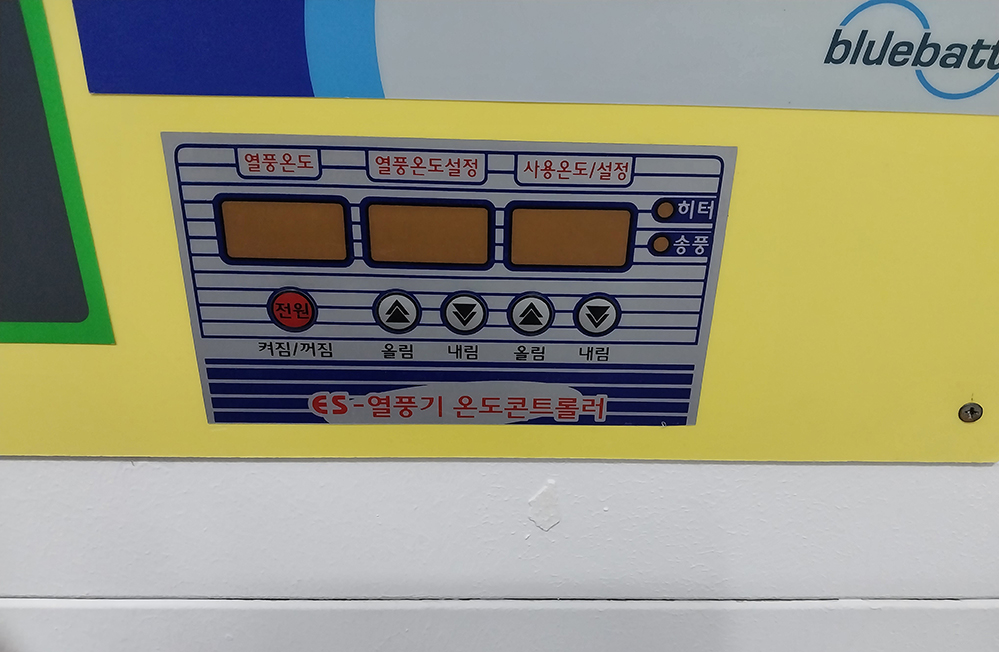 bluebatt
열풍온도 열풍온도설정 사용온도/설정
히터
송풍
전원
켜짐/꺼짐 올림 내림 올림 내림
ES-열풍기 온도콘트롤러